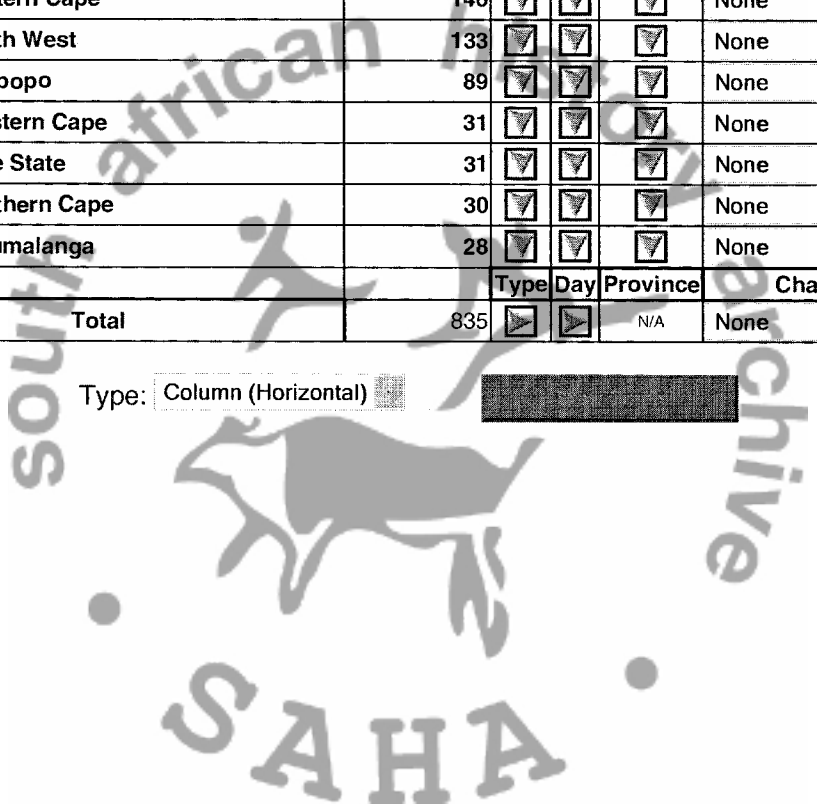 tern Cape 140 None
th West 133 None
popo 89 None
stern Cape 31 None
e State 31 None
thern Cape 30 None
umalanga 28 None
Type Day Province Cha
Total 835 N/A None
Type: Column (Horizontal)
south african history archive
SAHA